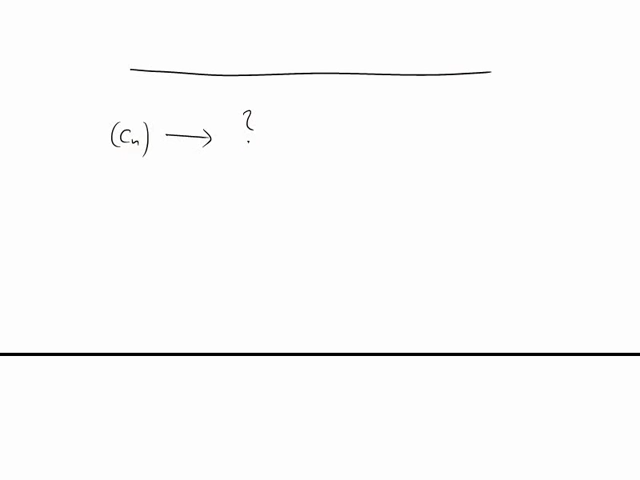 (Cn) → ?